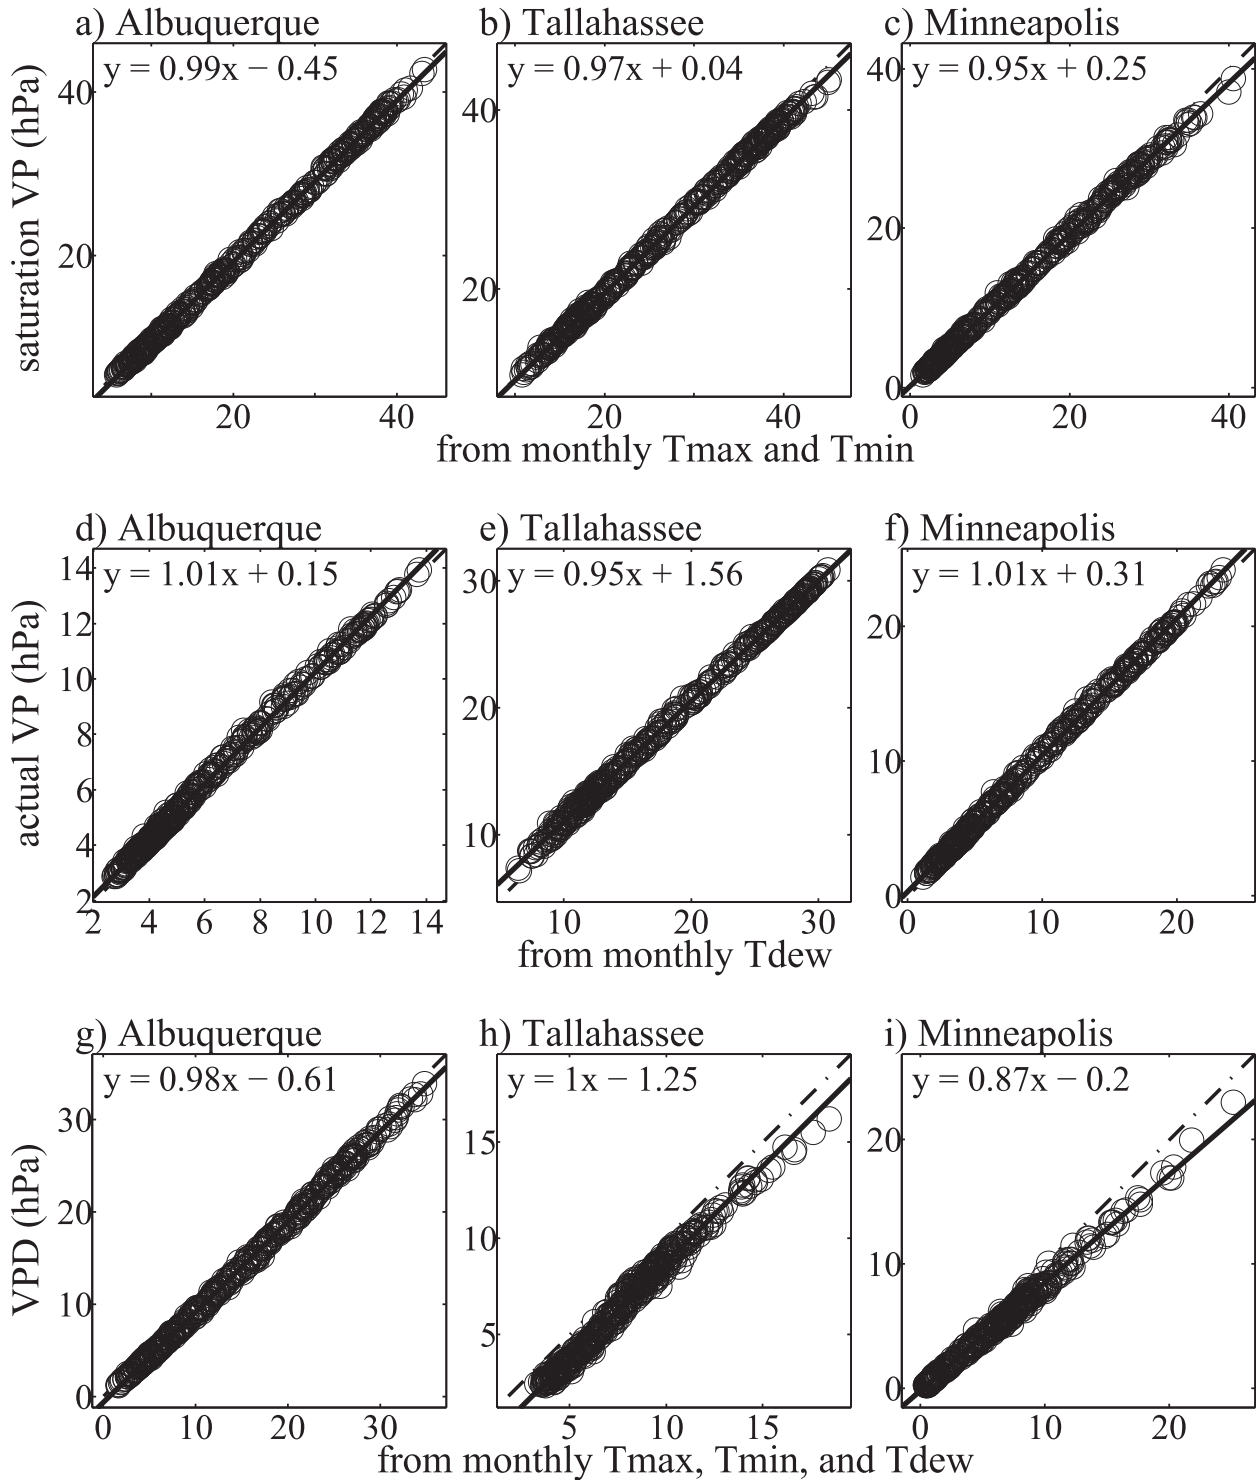 a) Albuquerque
b) Tallahassee
c) Minneapolis
y = 0.99x − 0.45
y = 0.97x + 0.04
y = 0.95x + 0.25
saturation VP (hPa)
40
20
20 40
40
20
20 40
40
20
0
0 20 40
from monthly Tmax and Tmin
d) Albuquerque
e) Tallahassee
f) Minneapolis
y = 1.01x + 0.15
y = 0.95x + 1.56
y = 1.01x + 0.31
actual VP (hPa)
14
12
10
8
6
4
2
2 4 6 8 10 12 14
30
20
10
10 20 30
20
10
0
0 10 20
from monthly Tdew
g) Albuquerque
h) Tallahassee
i) Minneapolis
y = 0.98x − 0.61
y = 1x − 1.25
y = 0.87x − 0.2
VPD (hPa)
30
20
10
0
0 10 20 30
15
10
5
5 10 15
20
10
0
0 10 20
from monthly Tmax, Tmin, and Tdew